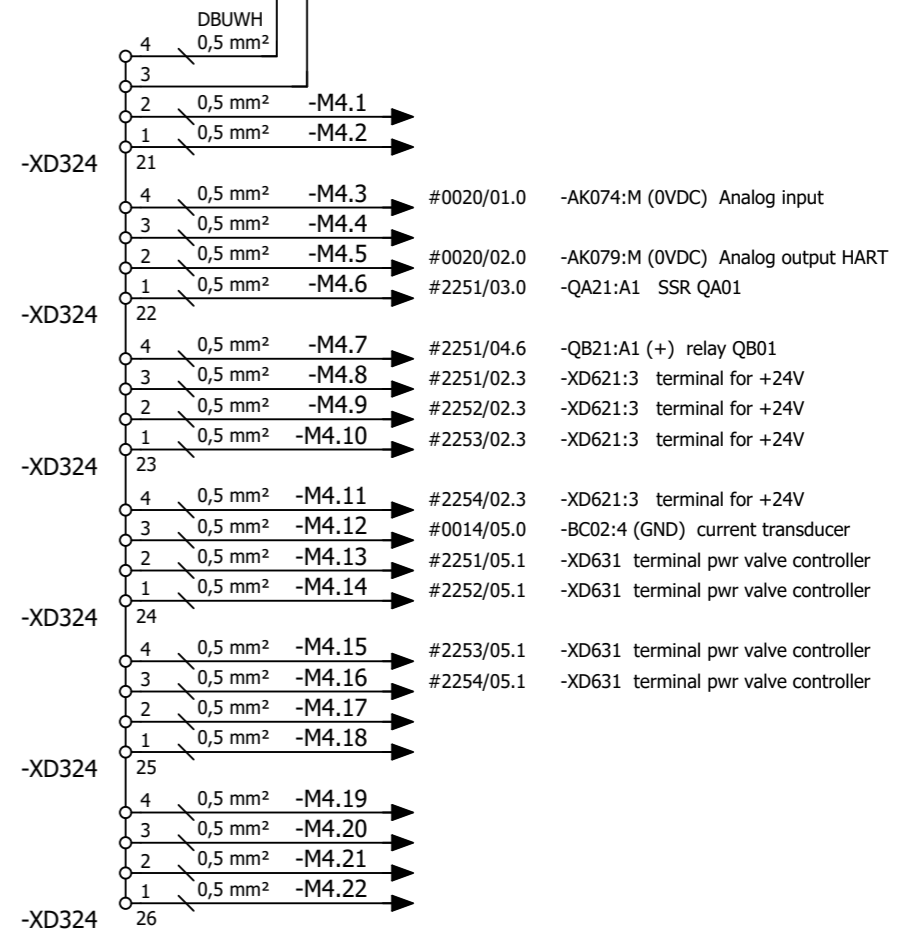 DBUWH
4 0,5 mm²
3
2 0,5 mm² -M4.1
1 0,5 mm² -M4.2
-XD324 21
4 0,5 mm² -M4.3 #0020/01.0 -AK074:M (0VDC) Analog input
3 0,5 mm² -M4.4
2 0,5 mm² -M4.5 #0020/02.0 -AK079:M (0VDC) Analog output HART
1 0,5 mm² -M4.6 #2251/03.0 -QA21:A1 SSR QA01
-XD324 22
4 0,5 mm² -M4.7 #2251/04.6 -QB21:A1 (+) relay QB01
3 0,5 mm² -M4.8 #2251/02.3 -XD621:3 terminal for +24V
2 0,5 mm² -M4.9 #2252/02.3 -XD621:3 terminal for +24V
1 0,5 mm² -M4.10 #2253/02.3 -XD621:3 terminal for +24V
-XD324 23
4 0,5 mm² -M4.11 #2254/02.3 -XD621:3 terminal for +24V
3 0,5 mm² -M4.12 #0014/05.0 -BC02:4 (GND) current transducer
2 0,5 mm² -M4.13 #2251/05.1 -XD631 terminal pwr valve controller
1 0,5 mm² -M4.14 #2252/05.1 -XD631 terminal pwr valve controller
-XD324 24
4 0,5 mm² -M4.15 #2253/05.1 -XD631 terminal pwr valve controller
3 0,5 mm² -M4.16 #2254/05.1 -XD631 terminal pwr valve controller
2 0,5 mm² -M4.17
1 0,5 mm² -M4.18
-XD324 25
4 0,5 mm² -M4.19
3 0,5 mm² -M4.20
2 0,5 mm² -M4.21
1 0,5 mm² -M4.22
-XD324 26